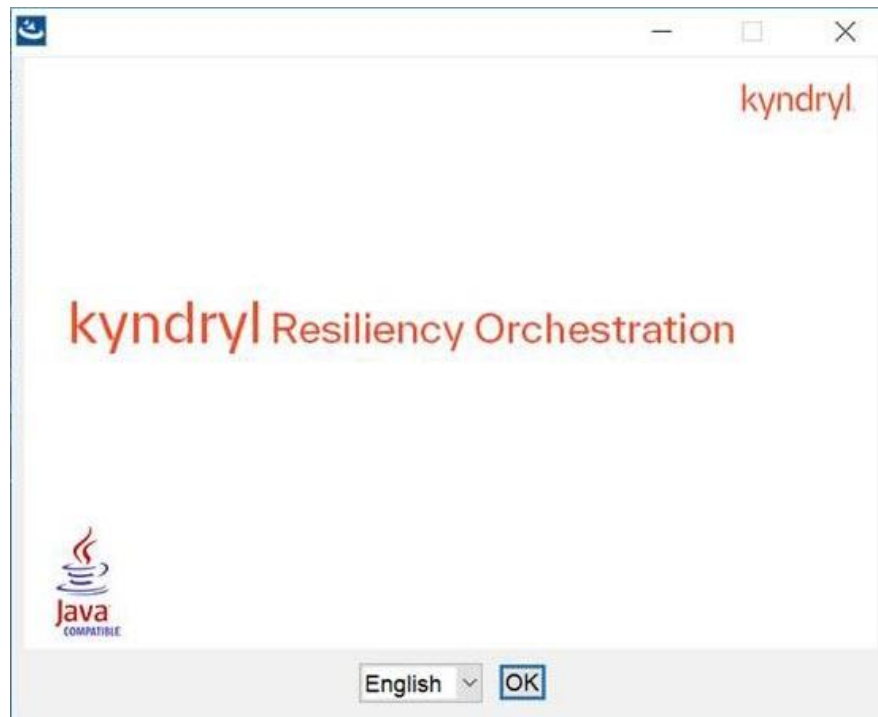 kyndryl
kyndryl Resiliency Orchestration
Java
COMPATIBLE
English OK